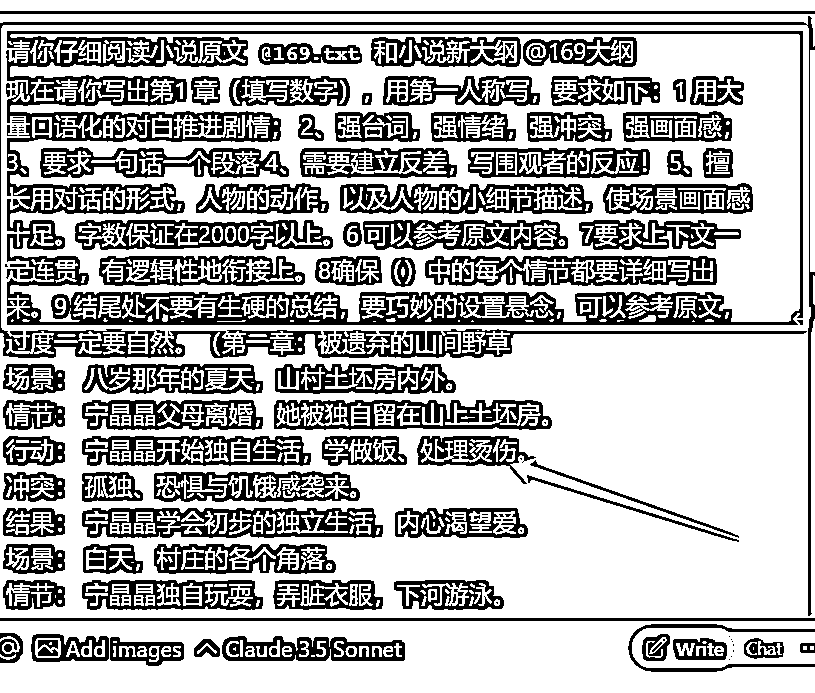 请你仔细阅读小说原文 @169.txt 和小说新大纲 @169大纲
现在请你写出第1 章（填写数字），用第一人称写，要求如下：1 用大
量口语化的对白推进剧情；2、强台词，强情绪，强冲突，强画面感；
3、要求一句话一个段落 4、需要建立反差，写围观者的反应！ 5、擅
长用对话的形式，人物的动作，以及人物的小细节描述，使场景画面感
十足。字数保证在2000字以上。6 可以参考原文内容。7要求上下文一
定连贯，有逻辑性地衔接上。8确保（）中的每个情节都要详细写出
来。9 结尾处不要有生硬的总结，要巧妙的设置悬念，可以参考原文，
过度一定要自然。（第一章：被遗弃的山间野草
场景： 八岁那年的夏天，山村土坯房内外。
情节： 宁晶晶父母离婚，她被独自留在山上土坯房。
行动： 宁晶晶开始独自生活，学做饭、处理烫伤。
冲突： 孤独、恐惧与饥饿感袭来。
结果： 宁晶晶学会初步的独立生活，内心渴望爱。
场景： 白天，村庄的各个角落。
情节： 宁晶晶独自玩耍，弄脏衣服，下河游泳。
@ Add images Claude 3.5 Sonnet Write Chat